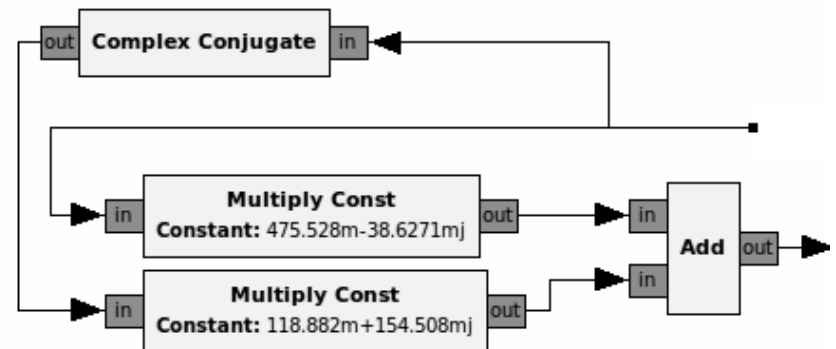 out Complex Conjugate in
in Multiply Const out
Constant: 475.528m-38.6271mj
in Add out
in
in Multiply Const out
Constant: 118.882m+154.508mj